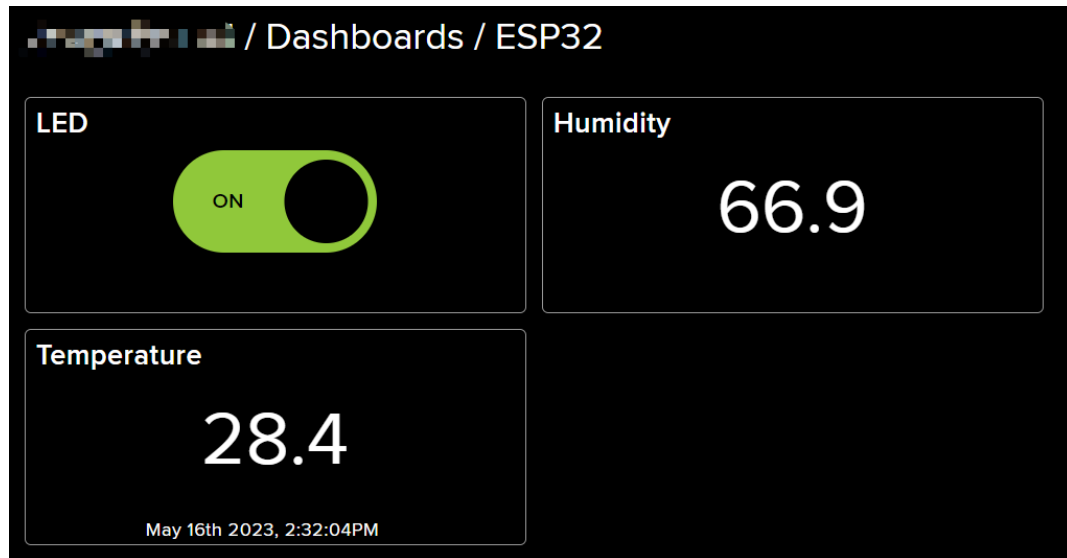 / Dashboards / ESP32
LED
ON
Humidity
66.9
Temperature
28.4
May 16th 2023, 2:32:04PM